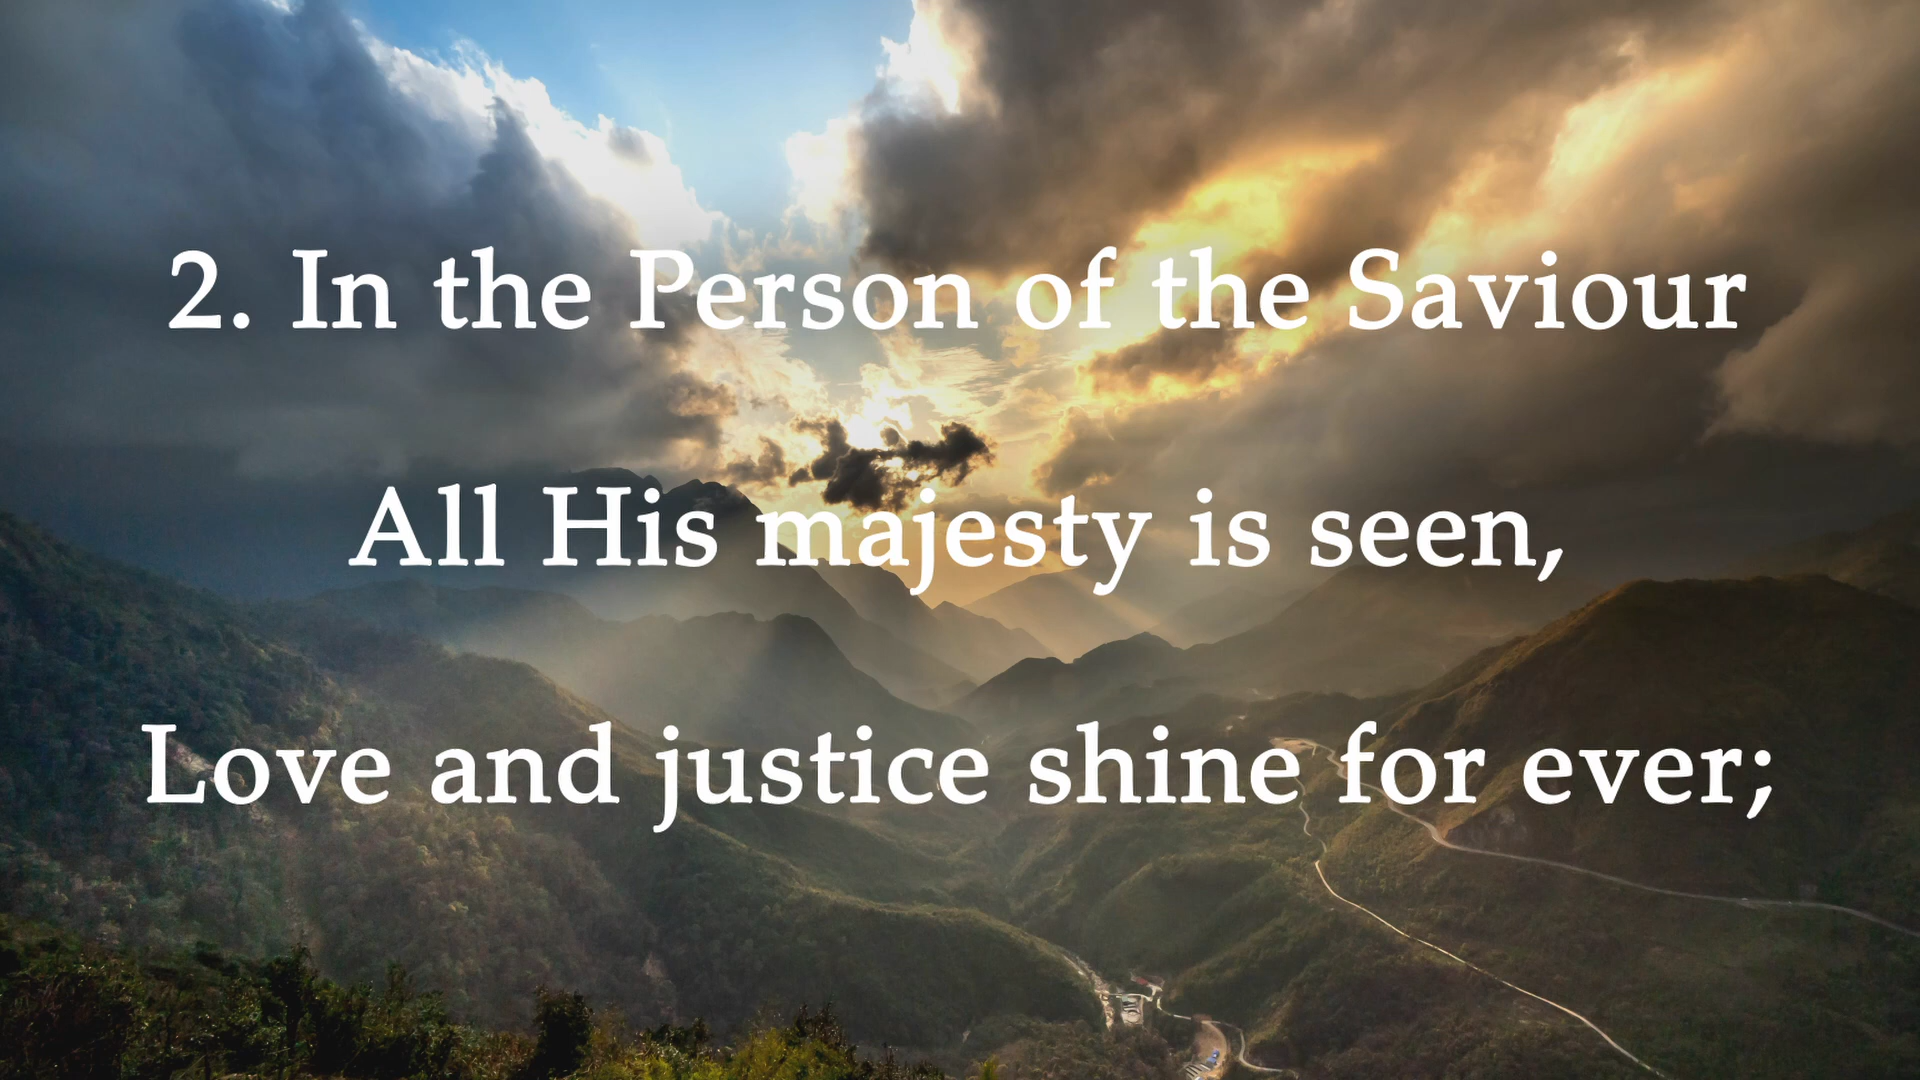 2. In the Person of the Saviour
All His majesty is seen,
Love and justice shine for ever;